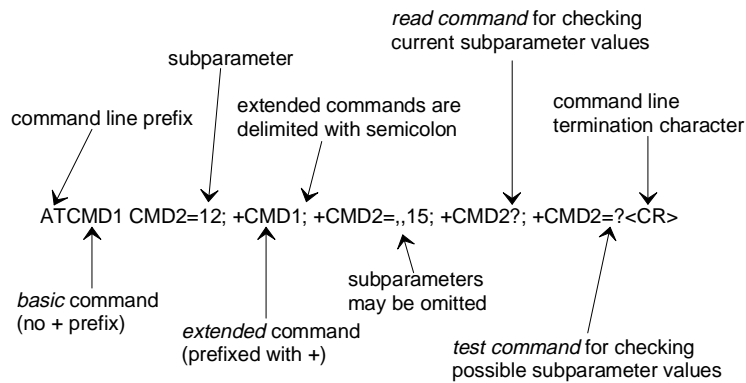 read command for checking
current subparameter values
subparameter
extended commands are
delimited with semicolon
command line
termination character
command line prefix
ATCMD1 CMD2=12; +CMD1; +CMD2=,,15; +CMD2?; +CMD2=?<CR>
subparameters
may be omitted
basic command
(no + prefix)
extended command
(prefixed with +)
test command for checking
possible subparameter values